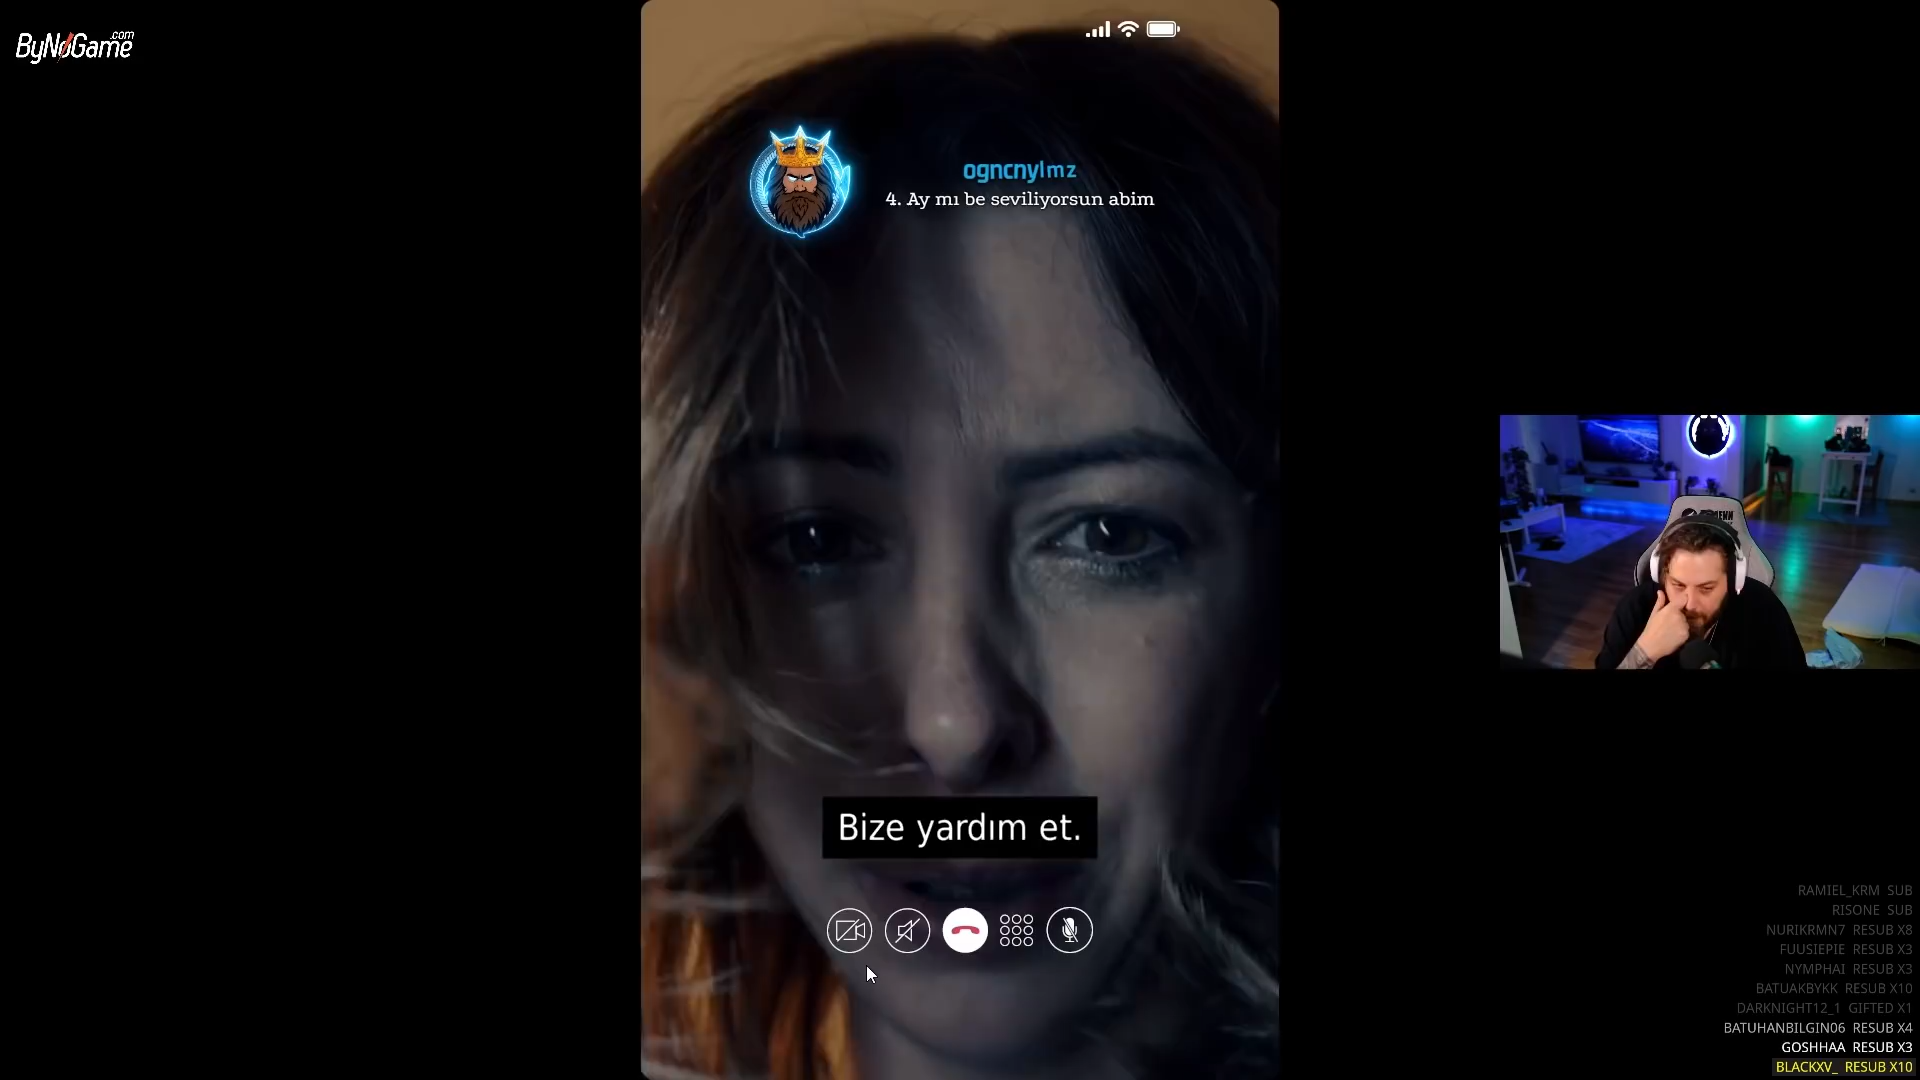 ByNoGame.com
ogncnylmz
4. Ay mı be seviliyorsun abim
Bize yardım et.
RAMIEL_KRM SUB
RISONE SUB
NURIKRMN7 RESUB X8
FUUSIEPIE RESUB X3
NYMPHAI RESUB X3
BATUAKBYKK RESUB X10
DARKNIGHT12_1 GIFTED X1
BATUHANBILGIN06 RESUB X4
GOSHHAA RESUB X3
BLACKXV_ RESUB X10